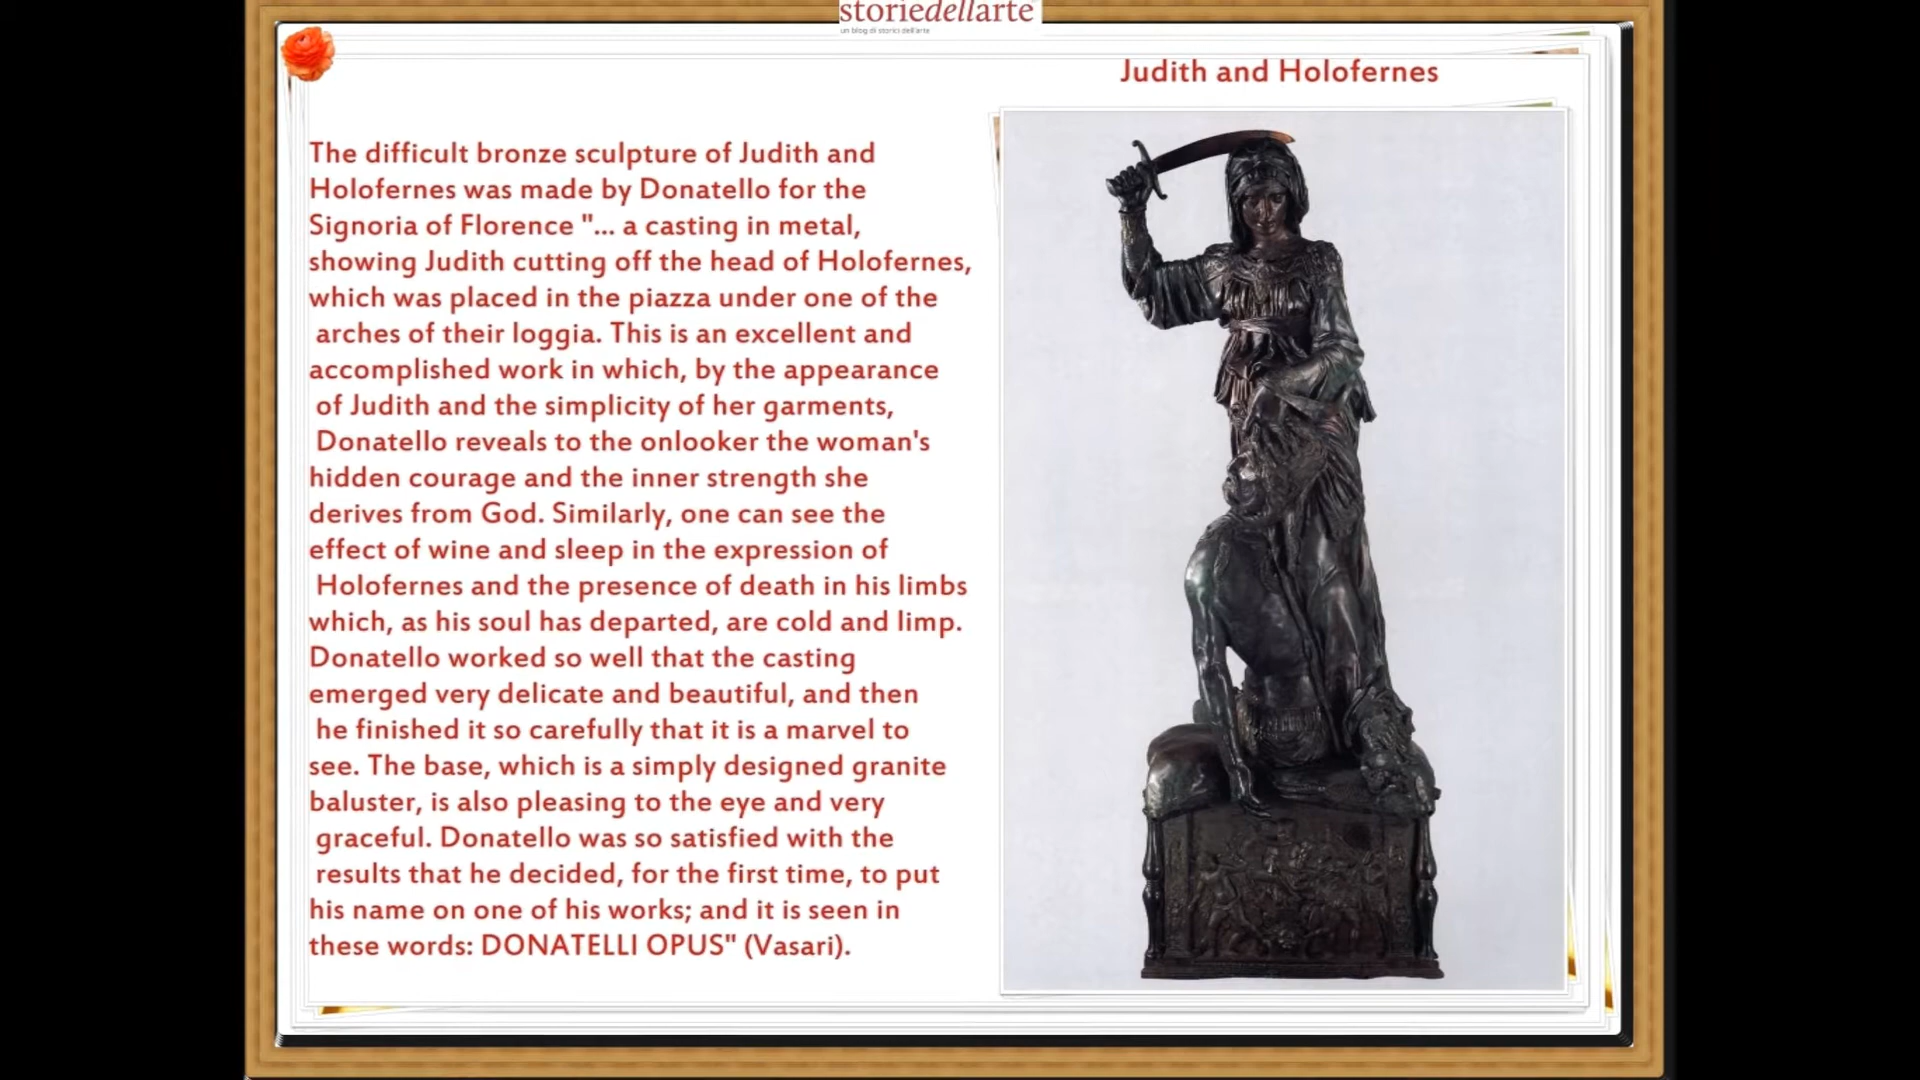 storiedellarte
un blog di storici dell'arte
Judith and Holofernes
The difficult bronze sculpture of Judith and
Holofernes was made by Donatello for the
Signoria of Florence "... a casting in metal,
showing Judith cutting off the head of Holofernes,
which was placed in the piazza under one of the
arches of their loggia. This is an excellent and
accomplished work in which, by the appearance
of Judith and the simplicity of her garments,
Donatello reveals to the onlooker the woman's
hidden courage and the inner strength she
derives from God. Similarly, one can see the
effect of wine and sleep in the expression of
Holofernes and the presence of death in his limbs
which, as his soul has departed, are cold and limp.
Donatello worked so well that the casting
emerged very delicate and beautiful, and then
he finished it so carefully that it is a marvel to
see. The base, which is a simply designed granite
baluster, is also pleasing to the eye and very
graceful. Donatello was so satisfied with the
results that he decided, for the first time, to put
his name on one of his works; and it is seen in
these words: DONATELLI OPUS" (Vasari).